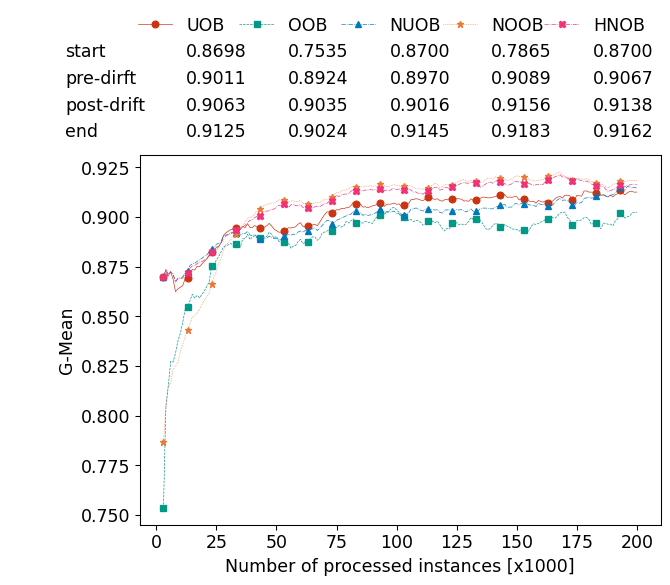 UOB OOB NUOB NOOB HNOB
start 0.8698 0.7535 0.8700 0.7865 0.8700
pre-dirft 0.9011 0.8924 0.8970 0.9089 0.9067
post-drift 0.9063 0.9035 0.9016 0.9156 0.9138
end 0.9125 0.9024 0.9145 0.9183 0.9162
0.925
0.900
0.875
0.850
0.825
0.800
0.775
0.750
G-Mean
0 25 50 75 100 125 150 175 200
Number of processed instances [x1000]